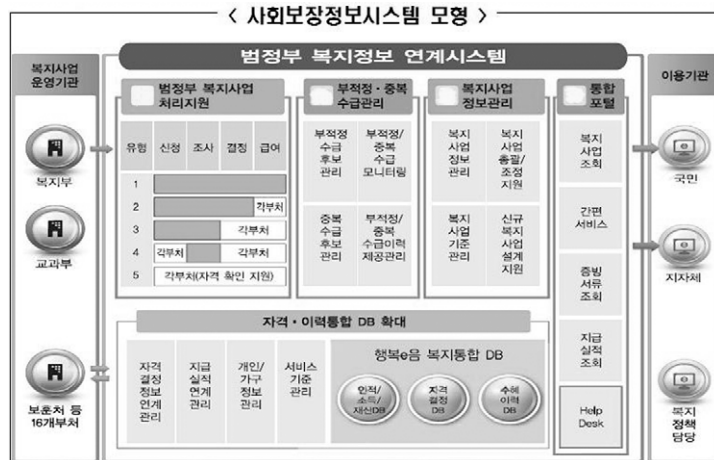 < 사회보장정보시스템 모형 >
범정부 복지정보 연계시스템
복지사업
운영기관
복지부
교과부
보훈처 등
16개부처
범정부 복지사업
처리지원
유형 신청 조사 결정 급여
1
2 각부처
3 각부처
4 각부처 각부처
5 각부처(자격 확인 지원)
부적정·중복
수급관리
부적정
수급
후보
관리
부적정/
중복
수급
모니터링
중복
수급
후보
관리
부적정/
중복
수급이력
제공관리
복지사업
정보관리
복지
사업
정보
관리
복지
사업
총괄/
조정
지원
복지
사업
기준
관리
신규
복지
사업
설계
지원
통합
포털
복지
사업
조회
간편
서비스
증빙
서류
조회
지급
실적
조회
Help
Desk
이용기관
국민
지자체
복지
정책
담당
자격·이력통합 DB 확대
자격
결정
정보
연계
관리
지급
실적
연계
관리
개인/
가구
정보
관리
서비스
기준
관리
행복e음 복지통합 DB
인적/
소득/
재산DB
자격
결정
DB
수혜
이력
DB